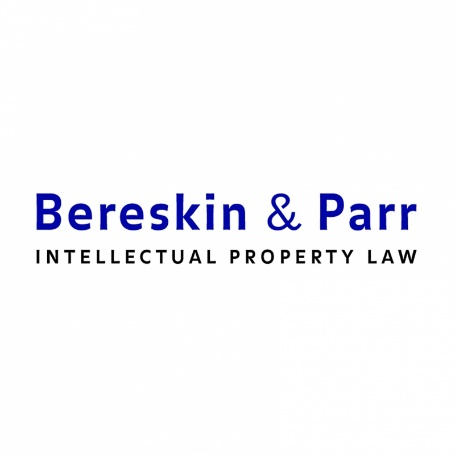 Bereskin & Parr
INTELLECTUAL PROPERTY LAW